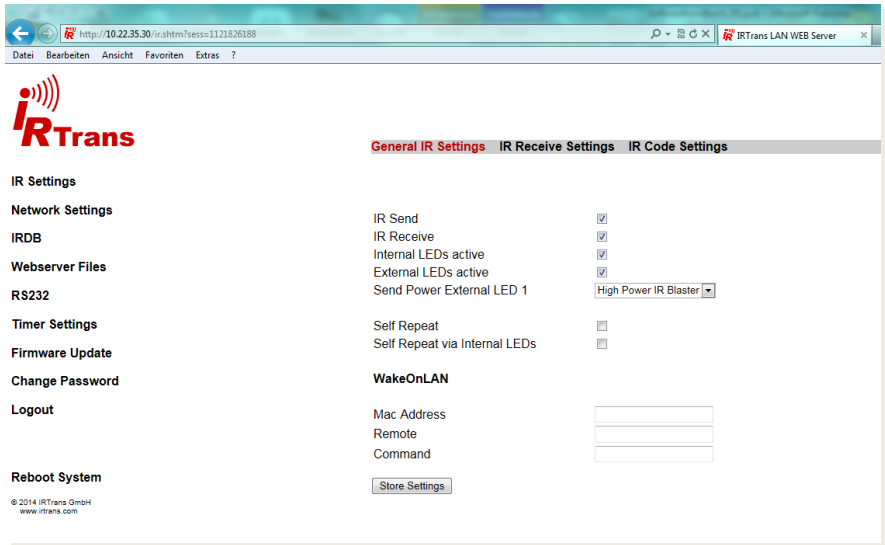 http://10.22.35.30/ir.shtm?sess=1121826188
IRTrans LAN WEB Server
Datei Bearbeiten Ansicht Favoriten Extras ?
IRTrans
General IR Settings IR Receive Settings IR Code Settings
IR Settings
Network Settings
IRDB
Webserver Files
RS232
Timer Settings
Firmware Update
Change Password
Logout
Reboot System
© 2014 IRTrans GmbH
www.irtrans.com
IR Send
IR Receive
Internal LEDs active
External LEDs active
Send Power External LED 1 High Power IR Blaster
Self Repeat
Self Repeat via Internal LEDs
WakeOnLAN
Mac Address
Remote
Command
Store Settings